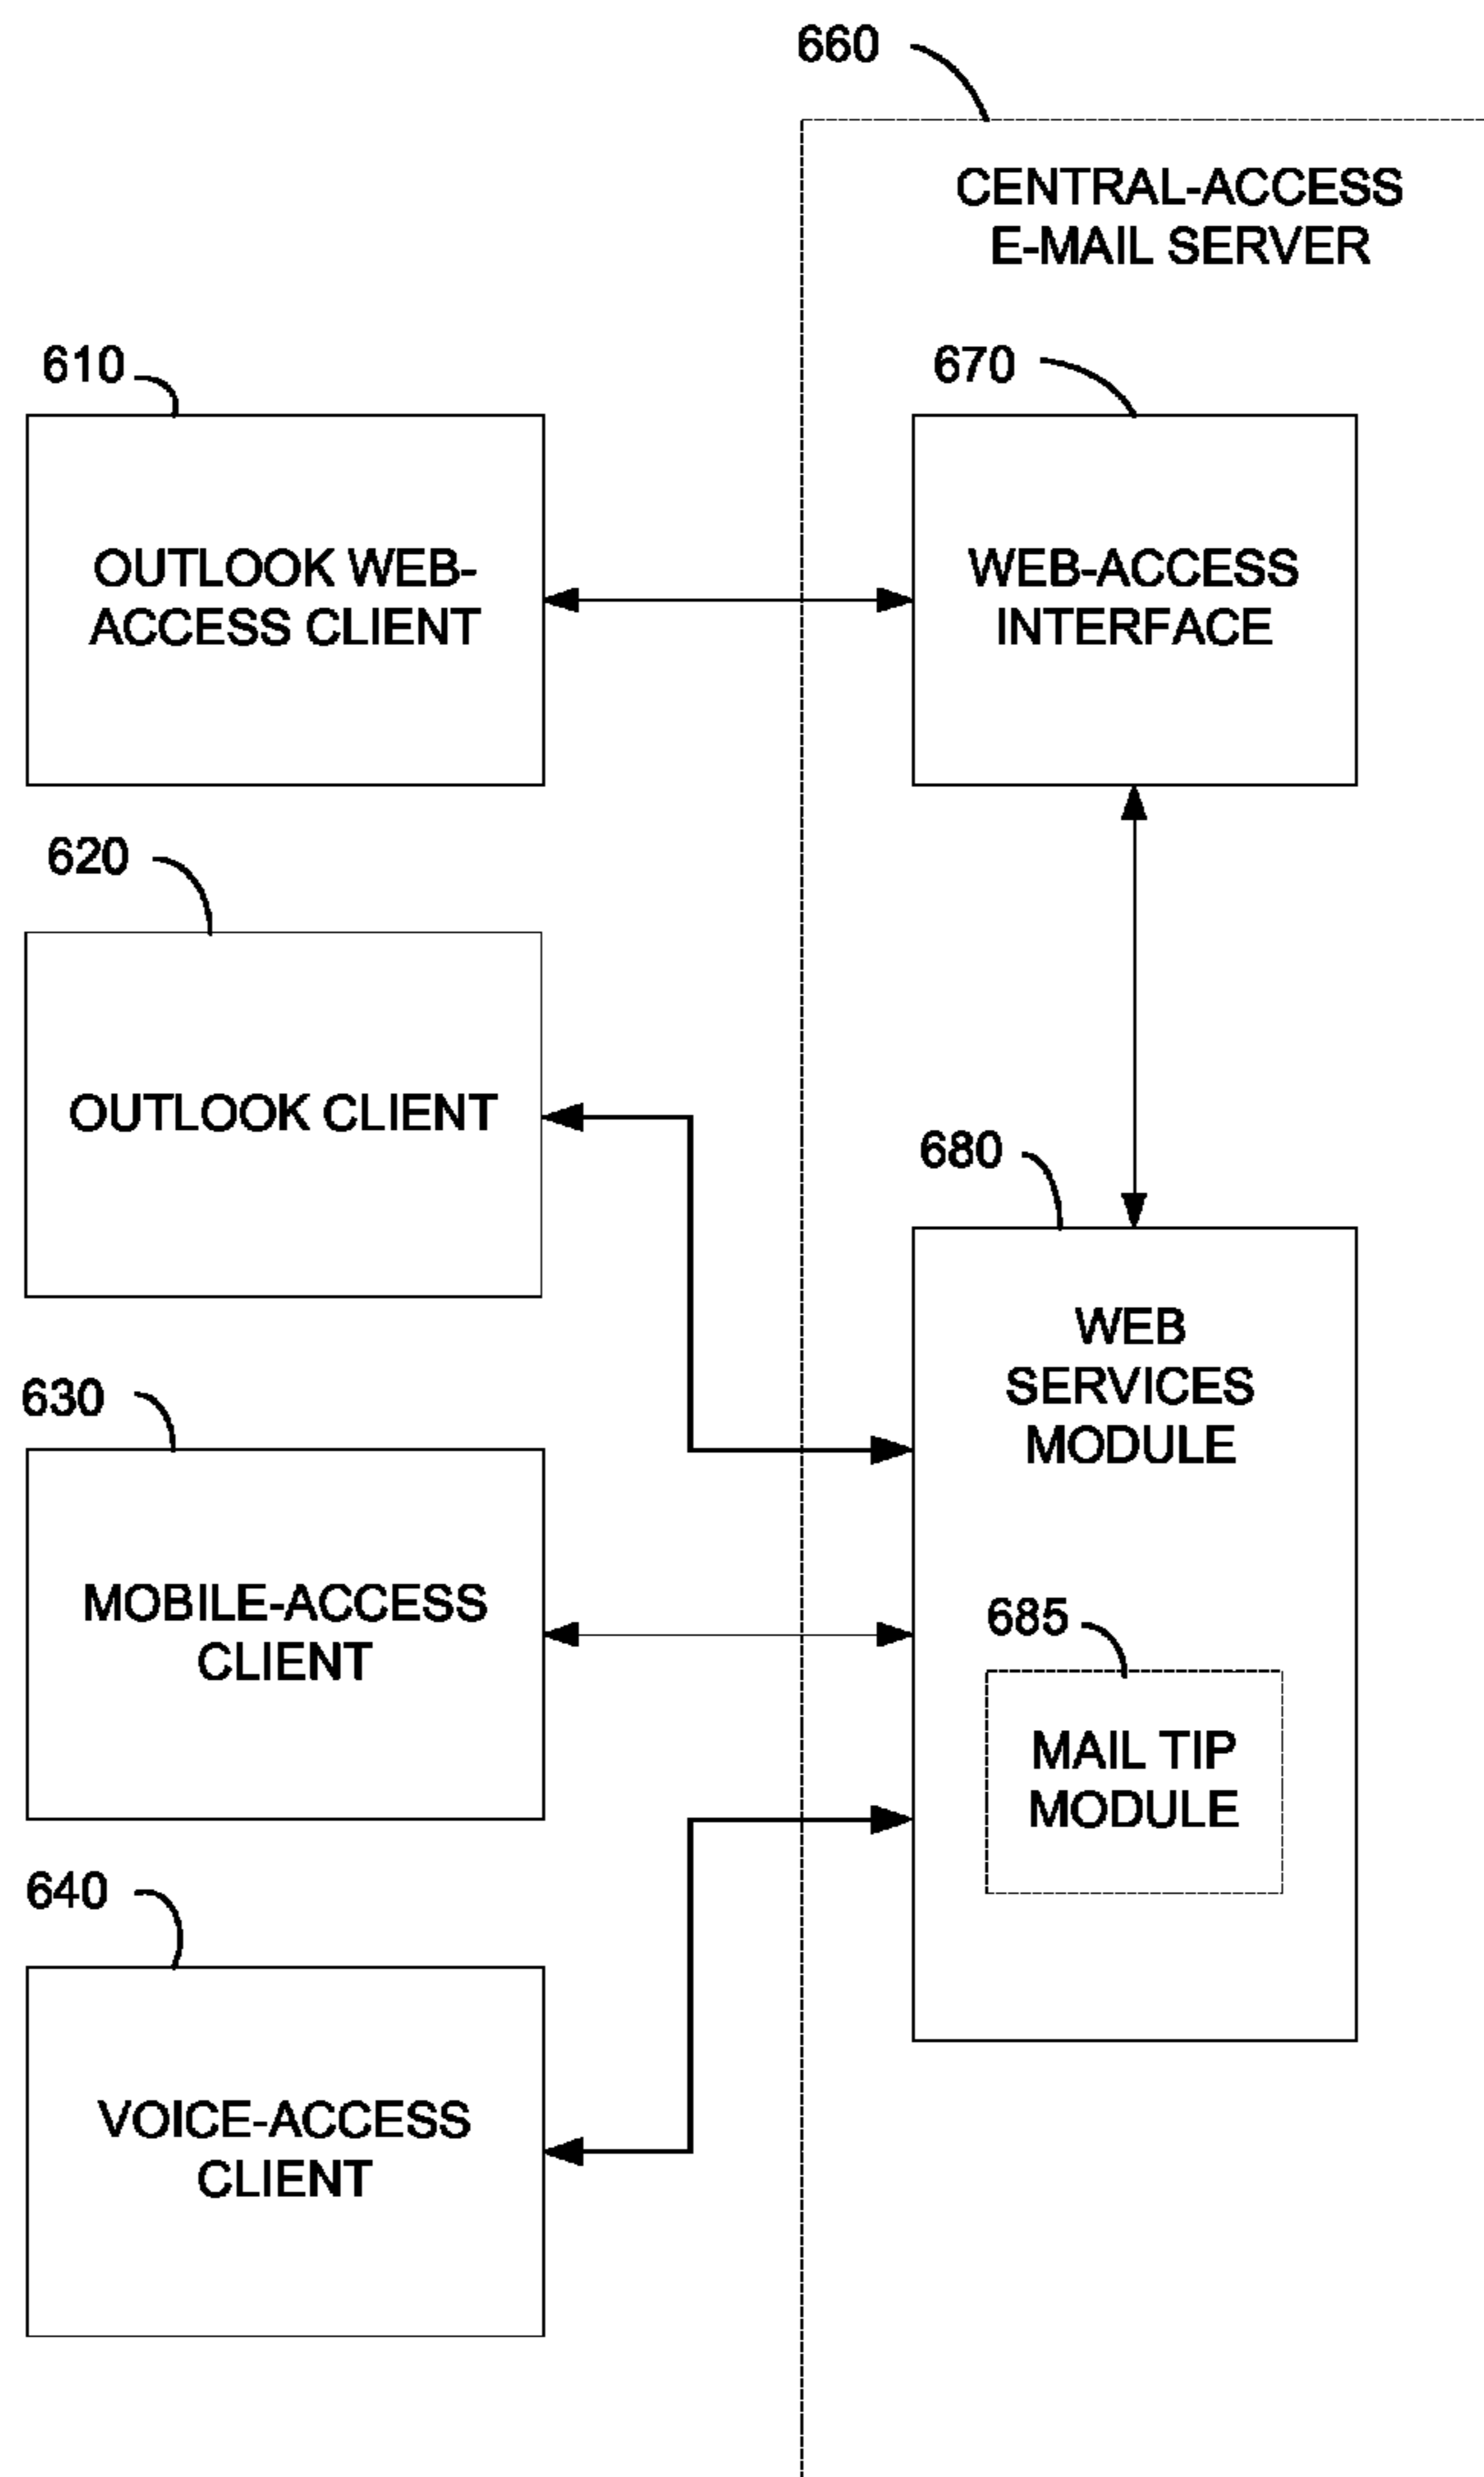 660
CENTRAL-ACCESS
E-MAIL SERVER
610
OUTLOOK WEB-
ACCESS CLIENT
670
WEB-ACCESS
INTERFACE
620
OUTLOOK CLIENT
680
WEB
SERVICES
MODULE
630
MOBILE-ACCESS
CLIENT
685
MAIL TIP
MODULE
640
VOICE-ACCESS
CLIENT